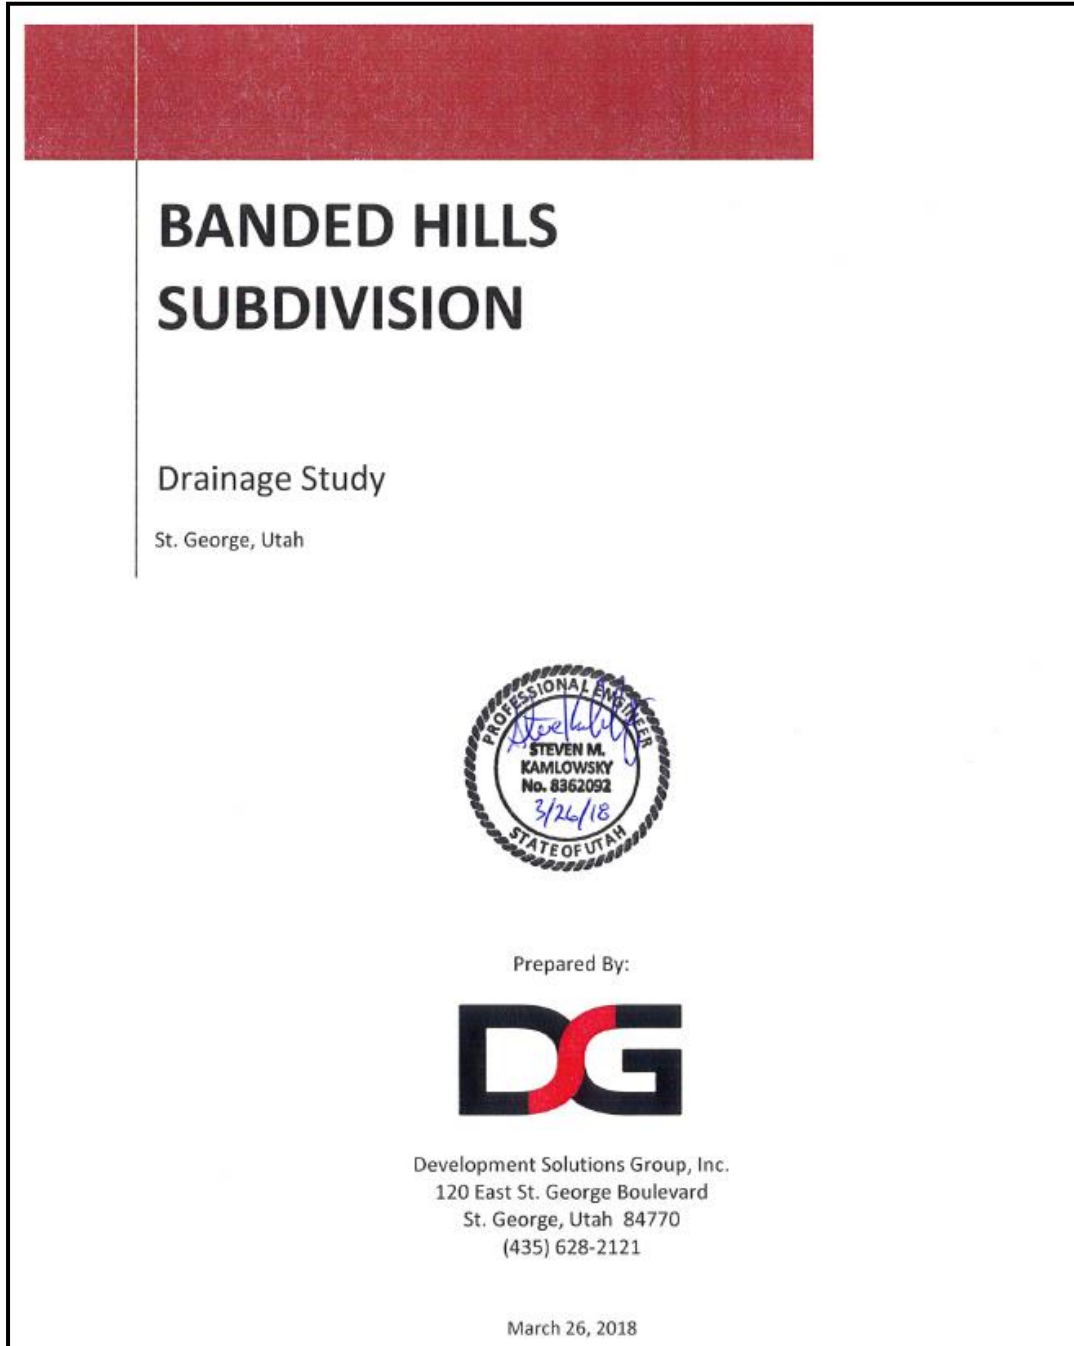 BANDED HILLS
SUBDIVISION
Drainage Study
St. George, Utah
PROFESSIONAL ENGINEER
STEVEN M.
KAMLOWSKY
No. 8362092
3/26/18
STATE OF UTAH
Prepared By:
DSG
Development Solutions Group, Inc.
120 East St. George Boulevard
St. George, Utah 84770
(435) 628-2121
March 26, 2018